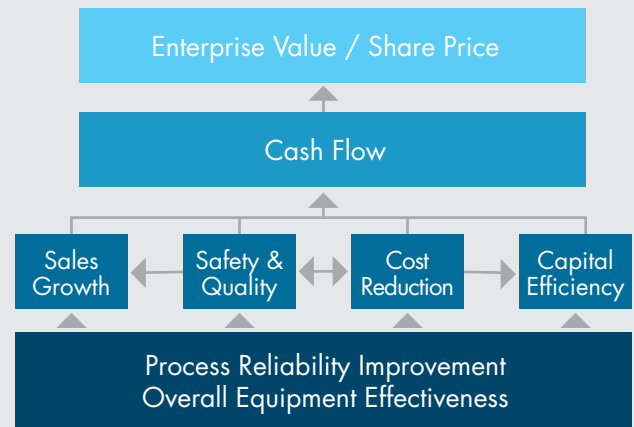 Enterprise Value / Share Price
Cash Flow
Sales
Growth
Safety &
Quality
Cost
Reduction
Capital
Efficiency
Process Reliability Improvement
Overall Equipment Effectiveness